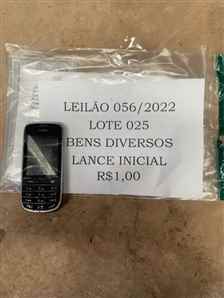 LEILÃO 056/2022
LOTE 025
BENS DIVERSOS
LANCE INICIAL
R$1,00